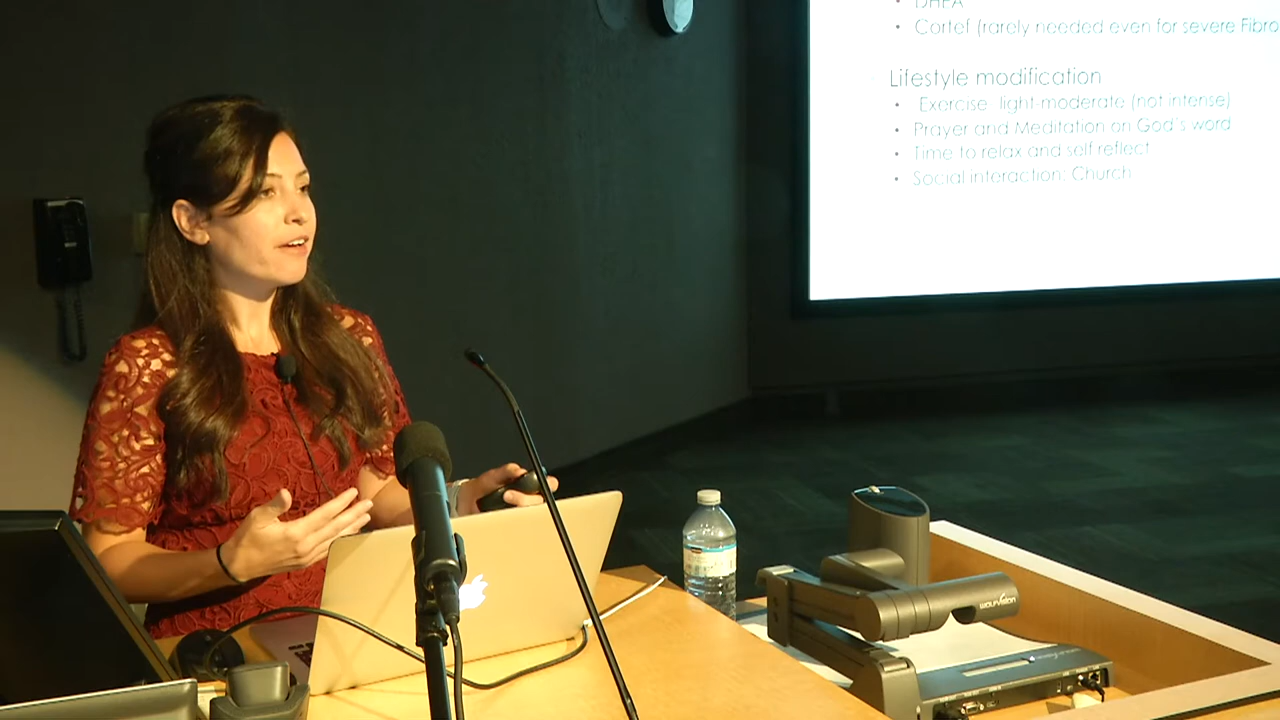 DHEA
• Cortef (rarely needed even for severe Fibro
Lifestyle modification
• Exercise light-moderate (not intense)
• Prayer and Meditation on God's word
• Time to relax and self reflect
• Social interaction: Church
wolfvision